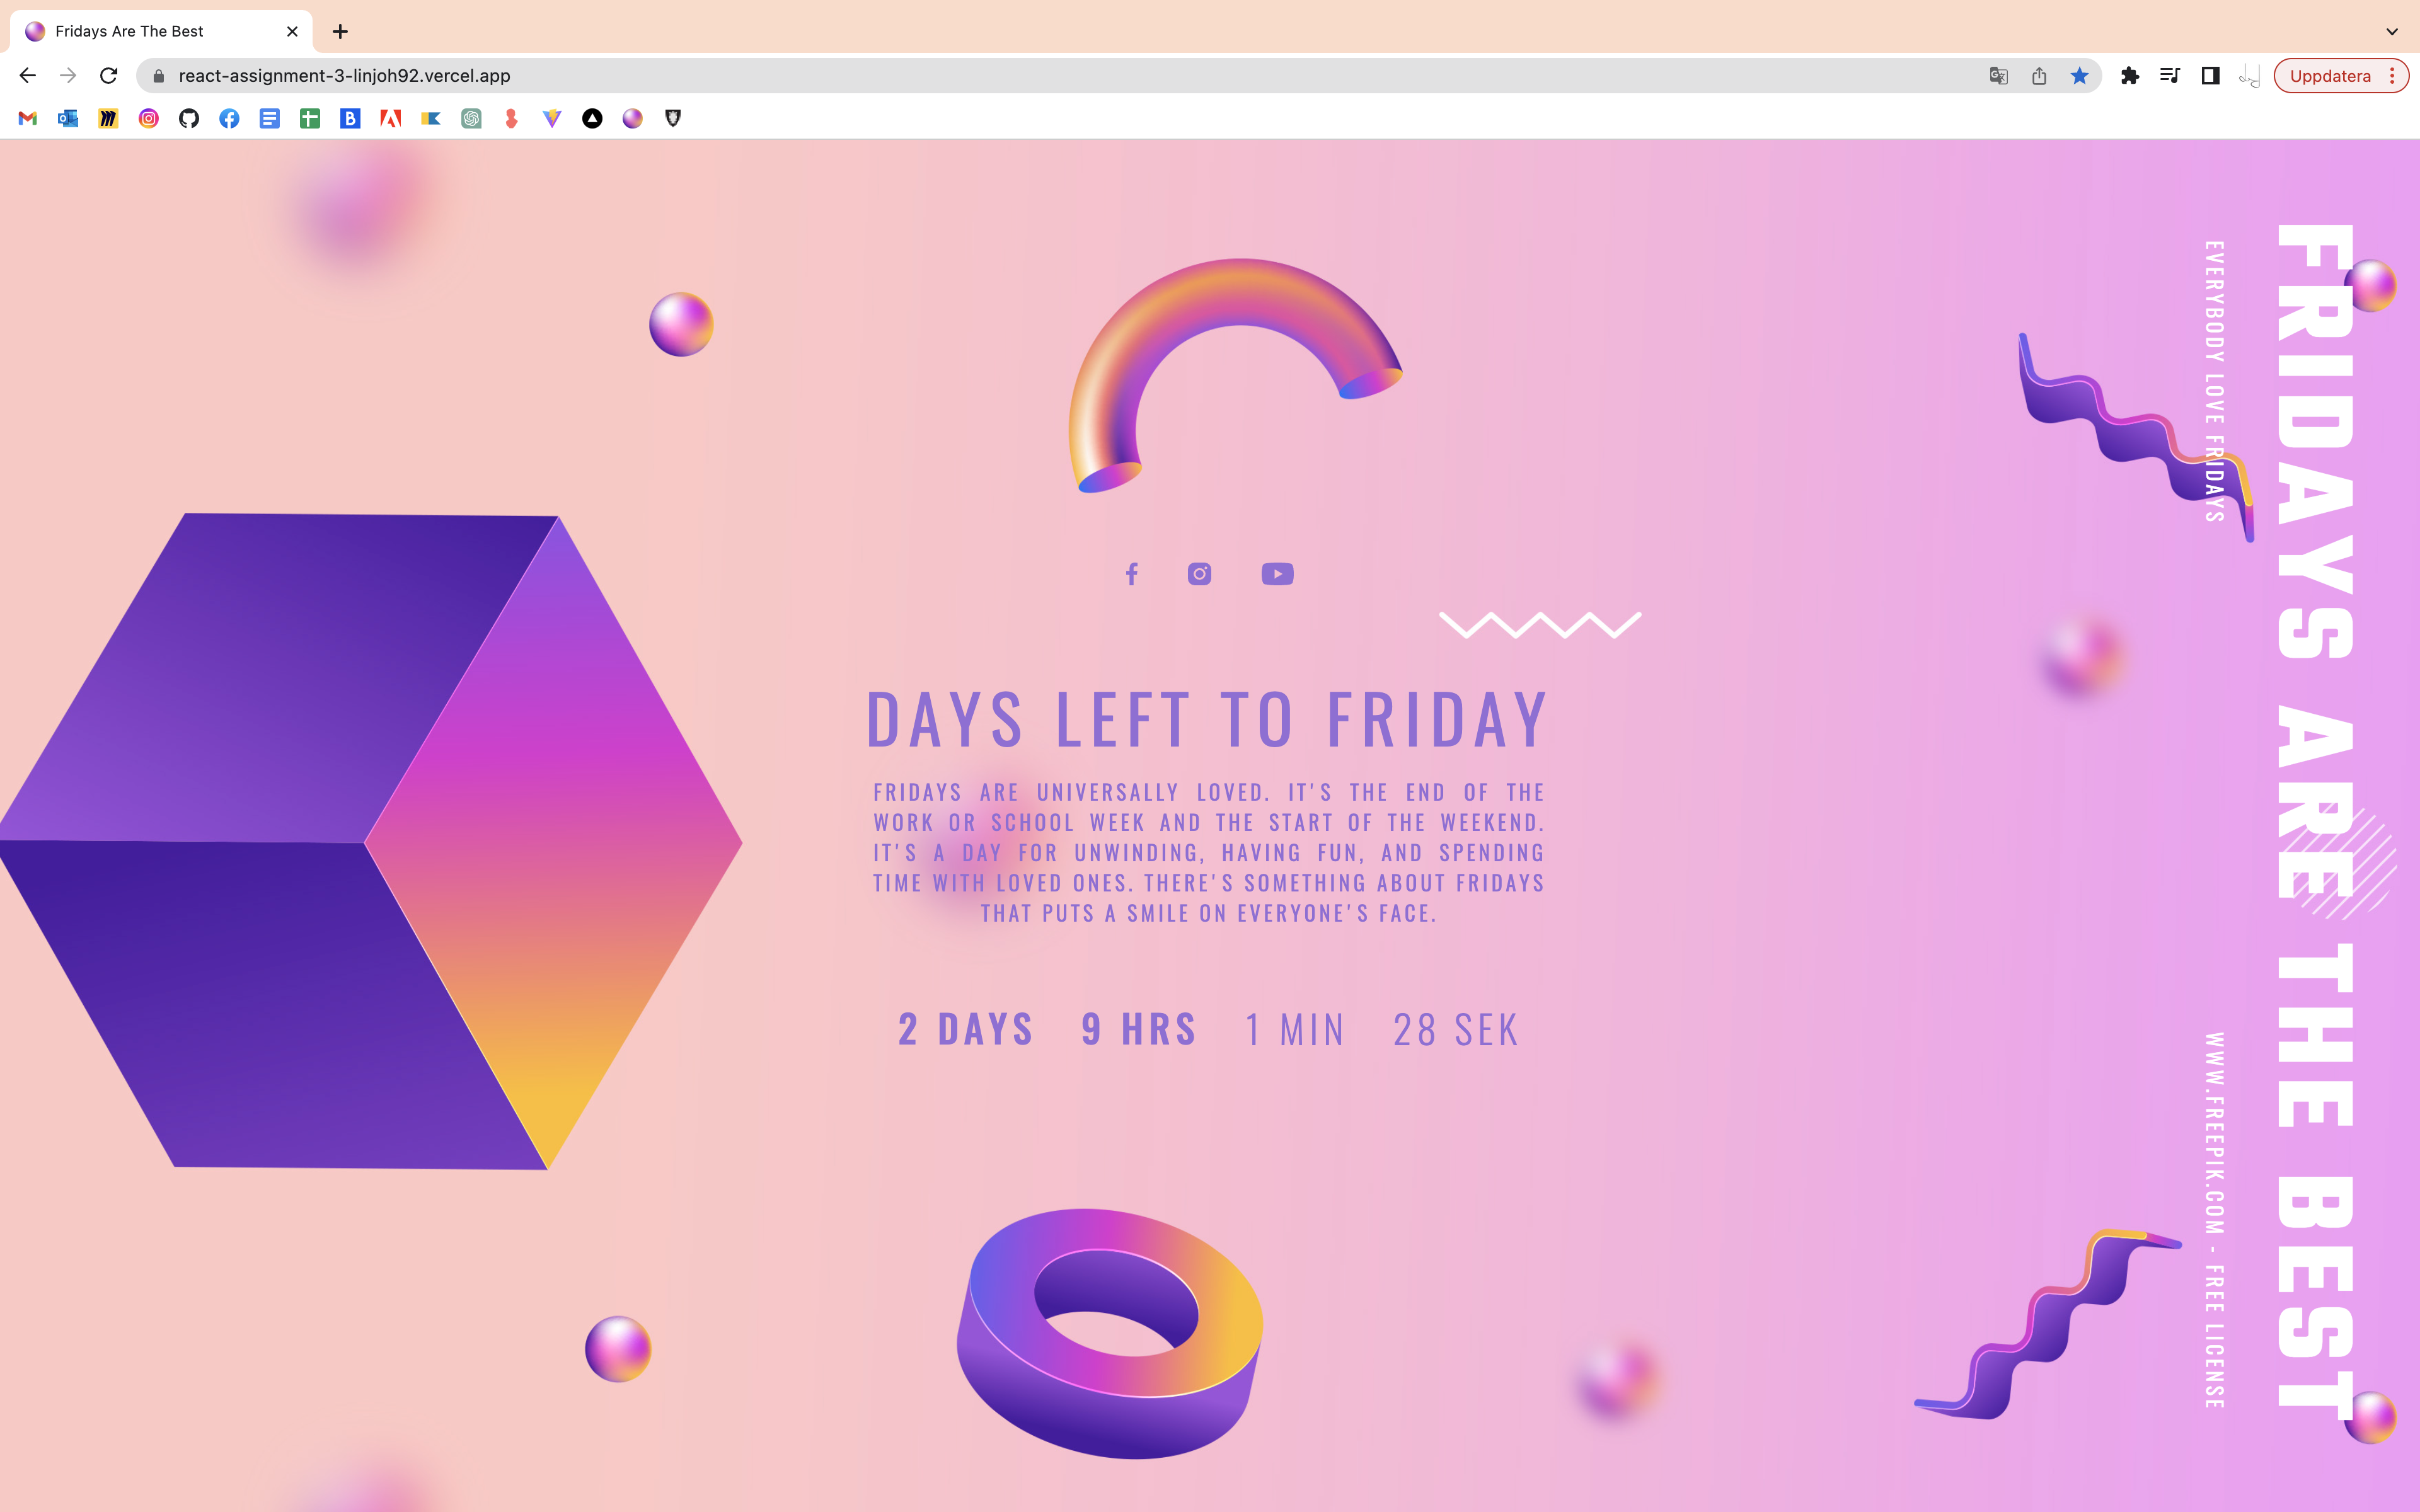 Fridays Are The Best
react-assignment-3-linjoh92.vercel.app
Uppdatera
B
DAYS LEFT TO FRIDAY
FRIDAYS ARE UNIVERSALLY LOVED. IT'S THE END OF THE
WORK OR SCHOOL WEEK AND THE START OF THE WEEKEND.
IT'S A DAY FOR UNWINDING, HAVING FUN, AND SPENDING
TIME WITH LOVED ONES. THERE'S SOMETHING ABOUT FRIDAYS
THAT PUTS A SMILE ON EVERYONE'S FACE.
2 DAYS 9 HRS 1 MIN 28 SEK
EVERYBODY LOVE FRIDAYS
WWW.FREEPIK.COM - FREE LICENSE
FRIDAYS ARE THE BEST